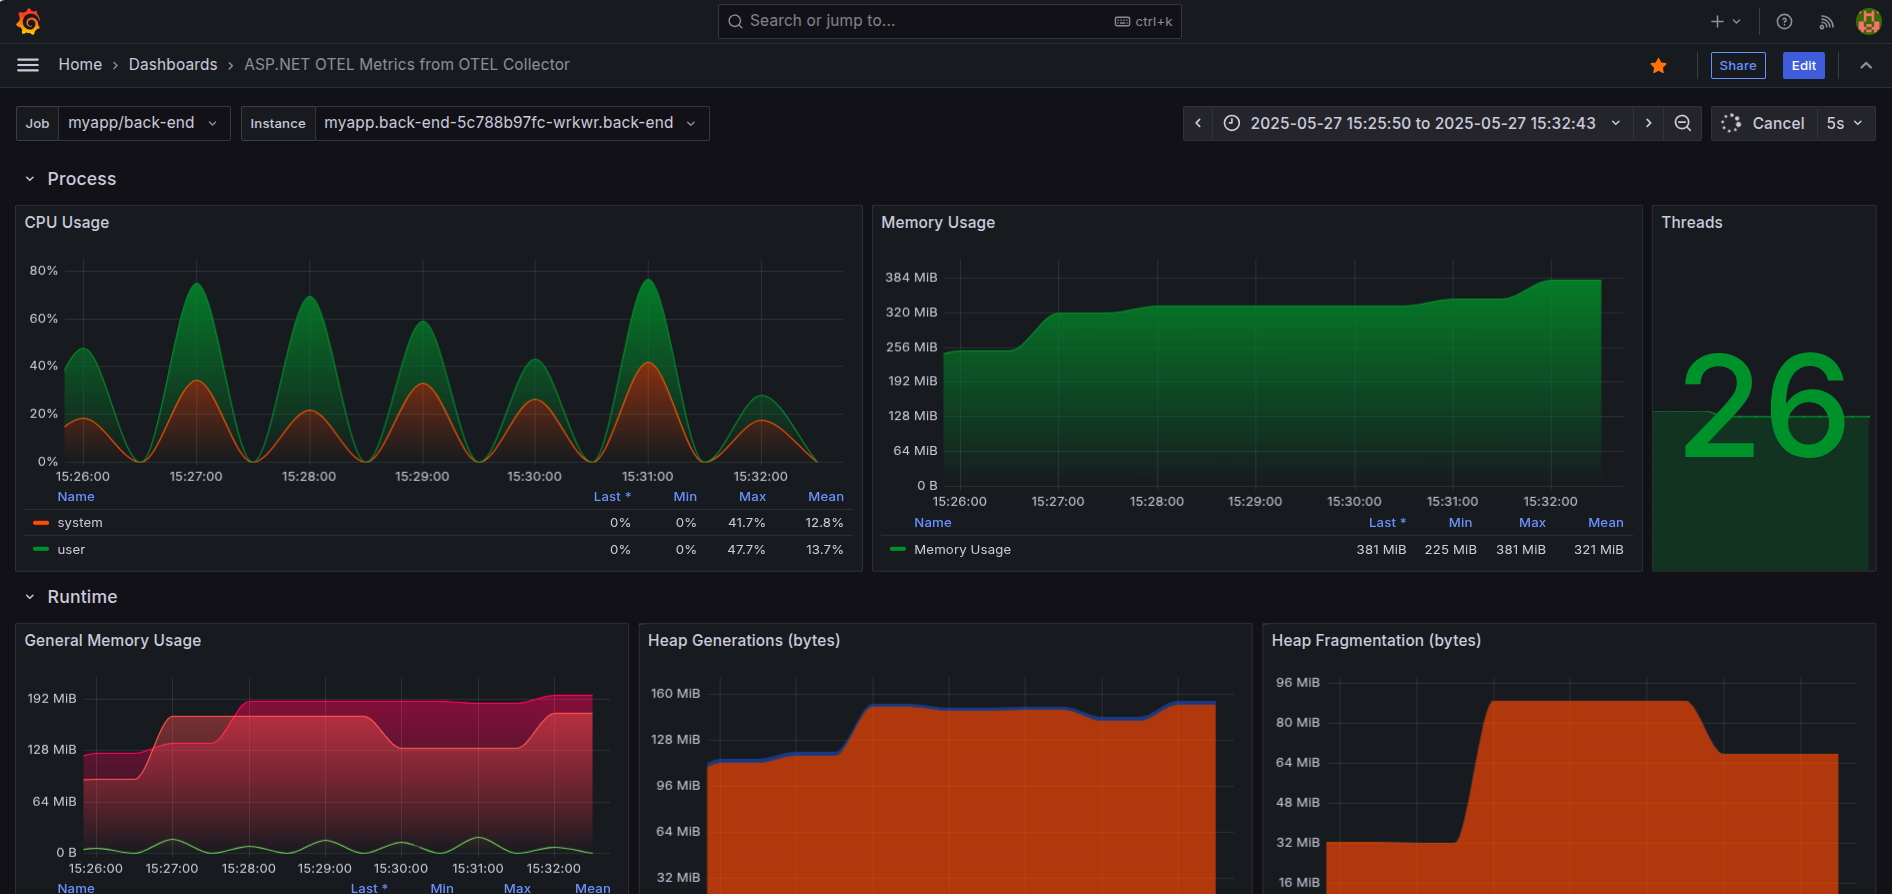 Search or jump to... ctrl+k
Home › Dashboards › ASP.NET OTEL Metrics from OTEL Collector Share Edit
Job myapp/back-end Instance myapp.back-end-5c788b97fc-wrkwr.back-end 2025-05-27 15:25:50 to 2025-05-27 15:32:43 Cancel 5s
Process
CPU Usage
80%
60%
40%
20%
0%
15:26:00 15:27:00 15:28:00 15:29:00 15:30:00 15:31:00 15:32:00
Name Last * Min Max Mean
system 0% 0% 41.7% 12.8%
user 0% 0% 47.7% 13.7%
Memory Usage
384 MiB
320 MiB
256 MiB
192 MiB
128 MiB
64 MiB
0 B
15:26:00 15:27:00 15:28:00 15:29:00 15:30:00 15:31:00 15:32:00
Name Last * Min Max Mean
Memory Usage 381 MiB 225 MiB 381 MiB 321 MiB
Threads
26
Runtime
General Memory Usage
192 MiB
128 MiB
64 MiB
0 B
15:26:00 15:27:00 15:28:00 15:29:00 15:30:00 15:31:00 15:32:00
Name Last * Min Max Mean
Heap Generations (bytes)
160 MiB
128 MiB
96 MiB
64 MiB
32 MiB
Heap Fragmentation (bytes)
96 MiB
80 MiB
64 MiB
48 MiB
32 MiB
16 MiB